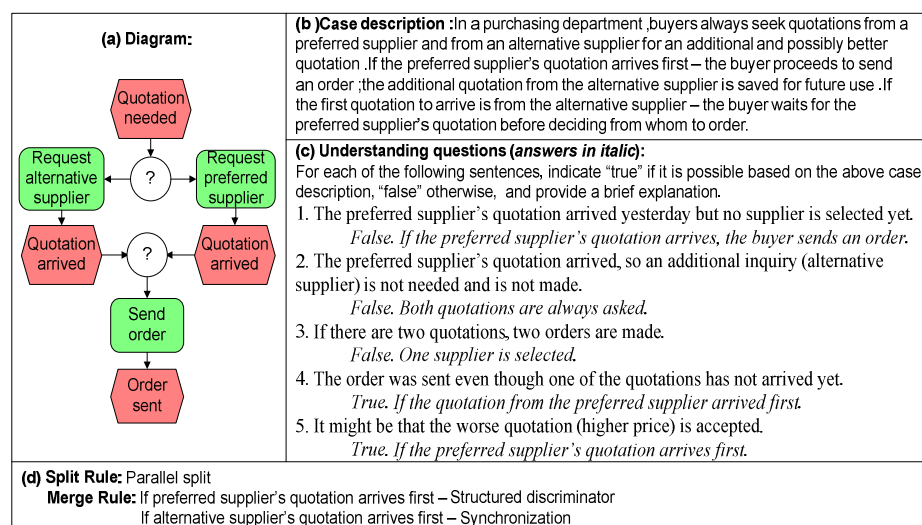 (a) Diagram:
Quotation
needed
?
Request
alternative
supplier
Request
preferred
supplier
Quotation
arrived
?
Quotation
arrived
Send
order
Order
sent
(b )Case description :In a purchasing department ,buyers always seek quotations from a
preferred supplier and from an alternative supplier for an additional and possibly better
quotation .If the preferred supplier's quotation arrives first – the buyer proceeds to send
an order ;the additional quotation from the alternative supplier is saved for future use .If
the first quotation to arrive is from the alternative supplier – the buyer waits for the
preferred supplier's quotation before deciding from whom to order.
(c) Understanding questions (answers in italic):
For each of the following sentences, indicate "true" if it is possible based on the above case
description, "false" otherwise, and provide a brief explanation.
1. The preferred supplier's quotation arrived yesterday but no supplier is selected yet.
False. If the preferred supplier's quotation arrives, the buyer sends an order.
2. The preferred supplier's quotation arrived, so an additional inquiry (alternative
supplier) is not needed and is not made.
False. Both quotations are always asked.
3. If there are two quotations, two orders are made.
False. One supplier is selected.
4. The order was sent even though one of the quotations has not arrived yet.
True. If the quotation from the preferred supplier arrived first.
5. It might be that the worse quotation (higher price) is accepted.
True. If the preferred supplier's quotation arrives first.
(d) Split Rule: Parallel split
Merge Rule: If preferred supplier's quotation arrives first – Structured discriminator
If alternative supplier's quotation arrives first – Synchronization